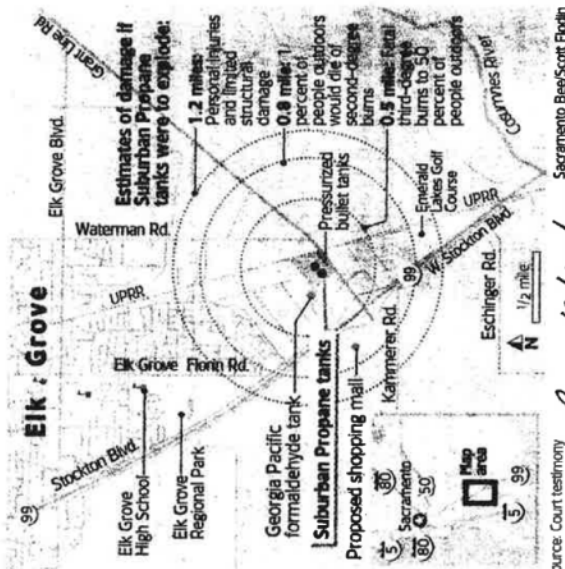 Elk Grove
Grant Line Rd
Elk Grove Blvd.
Waterman Rd.
UPRR
Elk Grove Florin Rd.
Stockton Blvd.
99
Elk Grove
High School
Elk Grove
Regional Park
Estimates of damage if
Suburban Propane
tanks were to explode:
1.2 miles:
Personal injuries
and limited
structural
damage
0.8 mile: 1
percent of
people outdoors
would die of
second-degree
burns
0.5 mile: Fatal
third-degree
burns to 50
percent of
people outdoors
Georgia Pacific
formaldehyde tank
Suburban Propane tanks
Proposed shopping mall
Pressurized
bullet tanks
Kammerer Rd.
99
W. Stockton Blvd.
UPRR
Emerald
Lakes Golf
Course
Cosumnes River
Eschinger Rd.
N
1/2 mile
80
5
Sacramento
50
80
Map
area
5
99
Source: Court testimony
Sacramento Bee/Scott Flodin